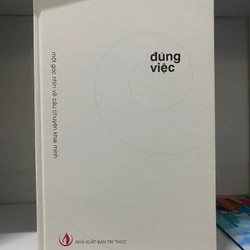 đúng
việc
một góc nhìn về câu chuyện khai minh
NHÀ XUẤT BẢN TRI THỨC